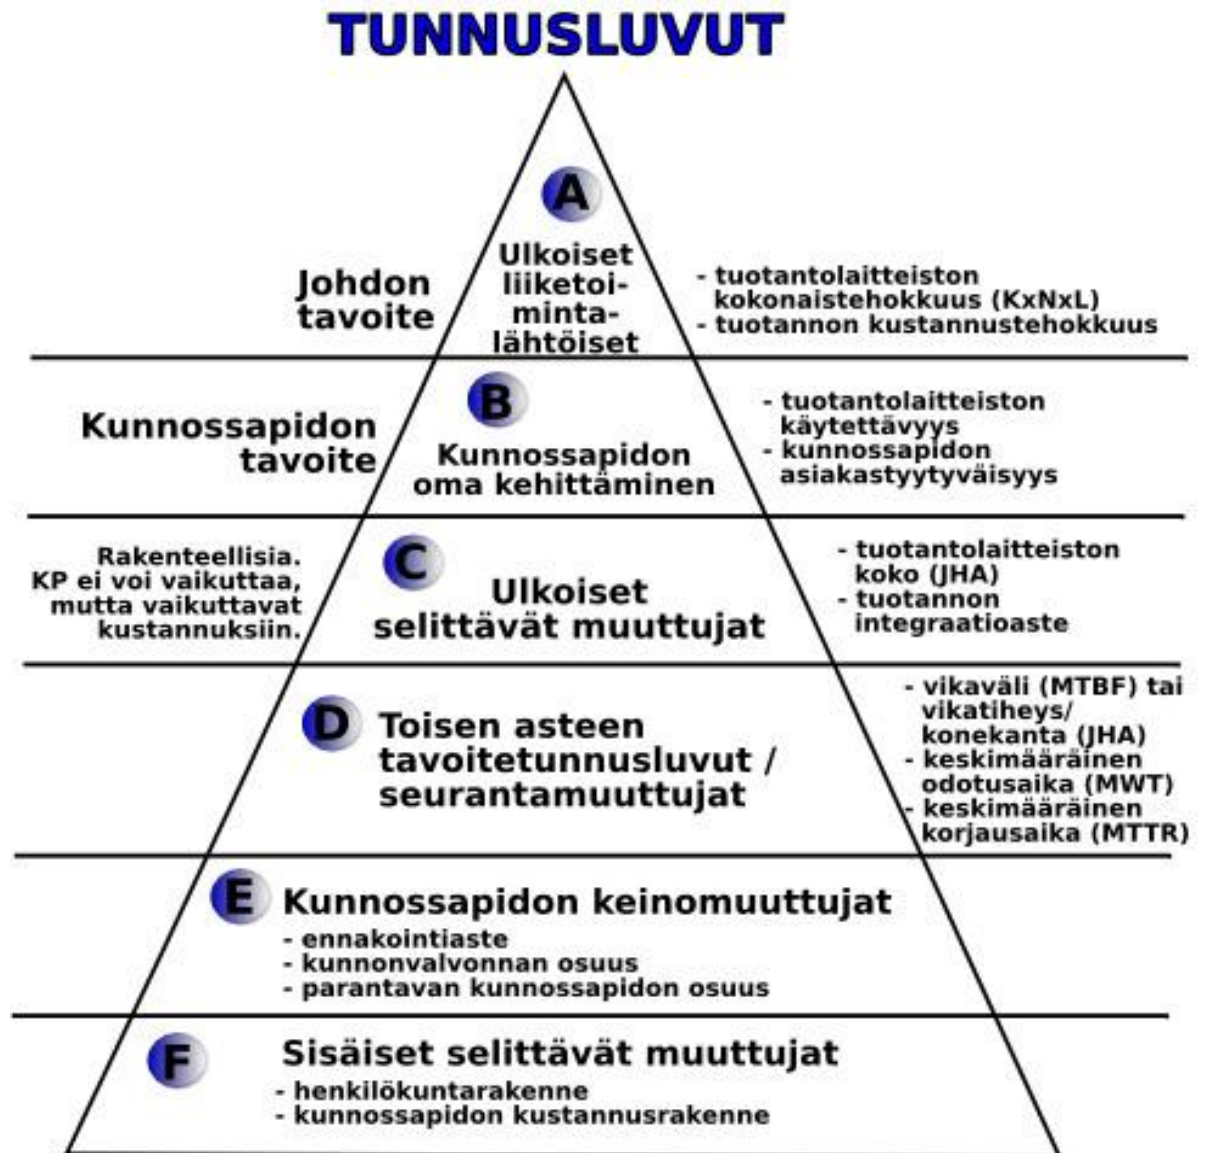 TUNNUSLUVUT
A
Johdon
tavoite
Ulkoiset
liiketoi-
minta-
lähtöiset
- tuotantolaitteiston
kokonaistehokkuus (KxNxL)
- tuotannon kustannustehokkuus
Kunnossapidon
tavoite
B
Kunnossapidon
oma kehittäminen
- tuotantolaitteiston
käytettävyys
- kunnossapidon
asiakastyytyväisyys
Rakenteellisia.
KP ei voi vaikuttaa,
mutta vaikuttavat
kustannuksiin.
C
Ulkoiset
selittävät muuttujat
- tuotantolaitteiston
koko (JHA)
- tuotannon
integraatioaste
D
Toisen asteen
tavoitetunnusluvut /
seurantamuuttujat
- vikaväli (MTBF) tai
vikatiheys/
konekanta (JHA)
- keskimääräinen
odotusaika (MWT)
- keskimääräinen
korjausaika (MTTR)
E
Kunnossapidon keinomuuttujat
- ennakointiaste
- kunnonvalvonnan osuus
- parantavan kunnossapidon osuus
F
Sisäiset selittävät muuttujat
- henkilökuntarakenne
- kunnossapidon kustannusrakenne